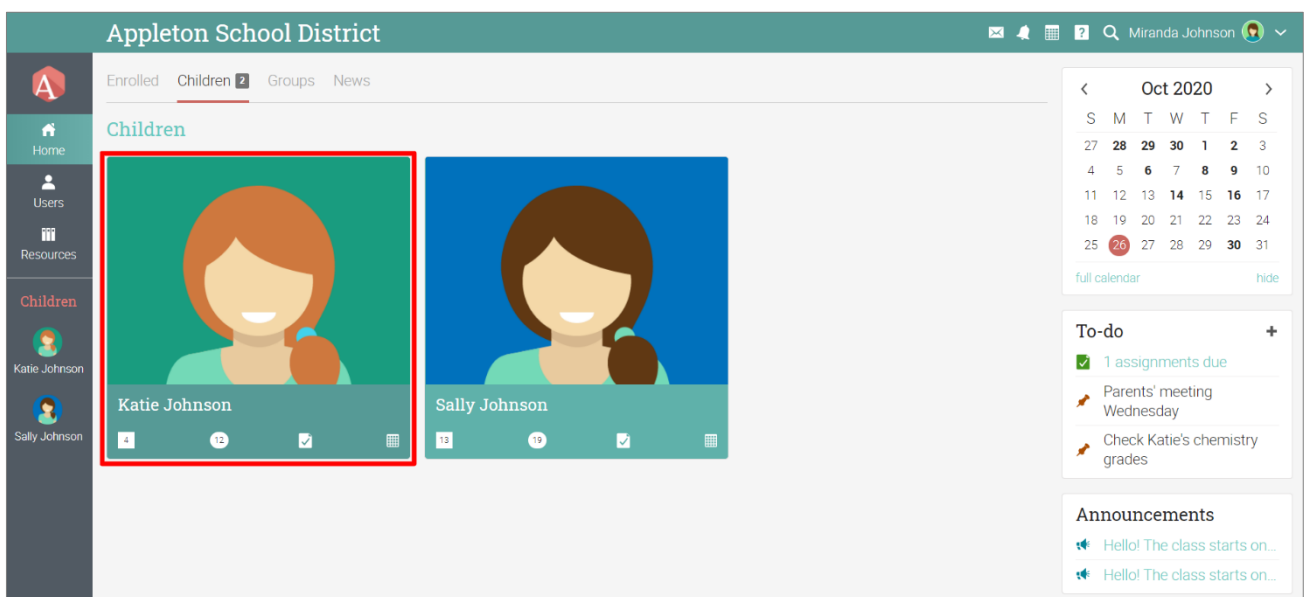 Appleton School District
? Miranda Johnson
A
Home
Users
Resources
Children
Katie Johnson
Sally Johnson
Enrolled Children 2 Groups News
Children
Katie Johnson
4 12
Sally Johnson
13 19
< Oct 2020 >
S M T W T F S
27 28 29 30 1 2 3
4 5 6 7 8 9 10
11 12 13 14 15 16 17
18 19 20 21 22 23 24
25 26 27 28 29 30 31
full calendar hide
To-do +
1 assignments due
Parents' meeting
Wednesday
Check Katie's chemistry
grades
Announcements
Hello! The class starts on...
Hello! The class starts on...